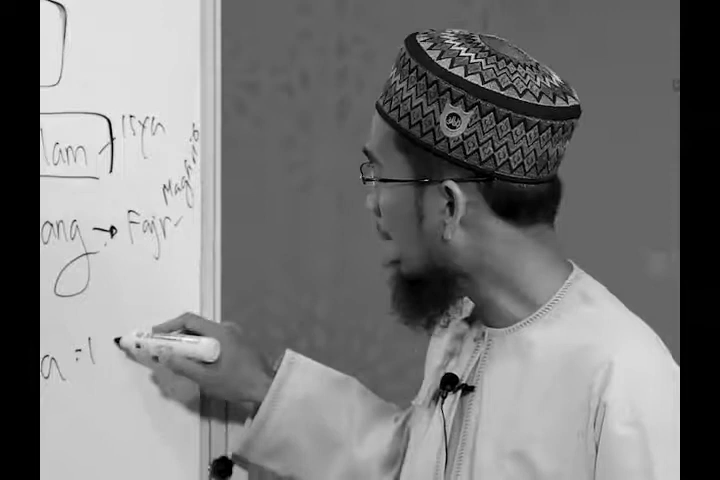 lam - Isya
Maghrib
ang → Fajr -
a = 1